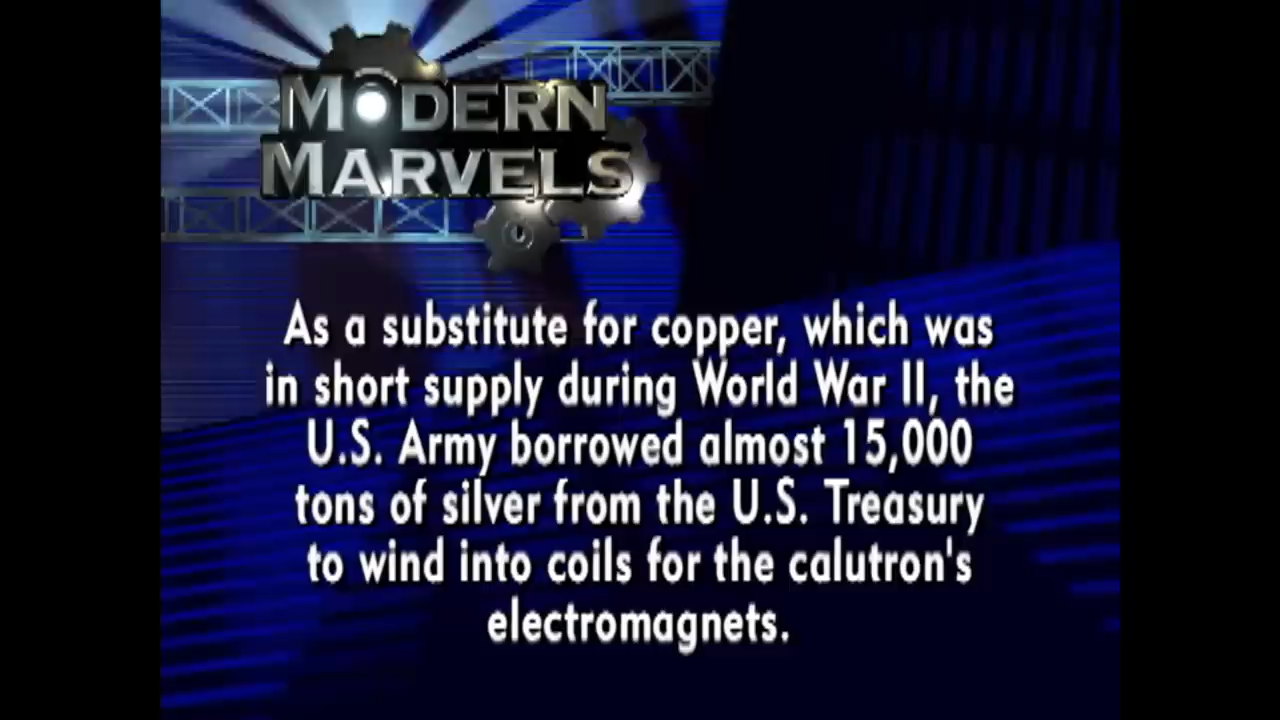 MODERN
MARVELS
As a substitute for copper, which was
in short supply during World War II, the
U.S. Army borrowed almost 15,000
tons of silver from the U.S. Treasury
to wind into coils for the calutron's
electromagnets.